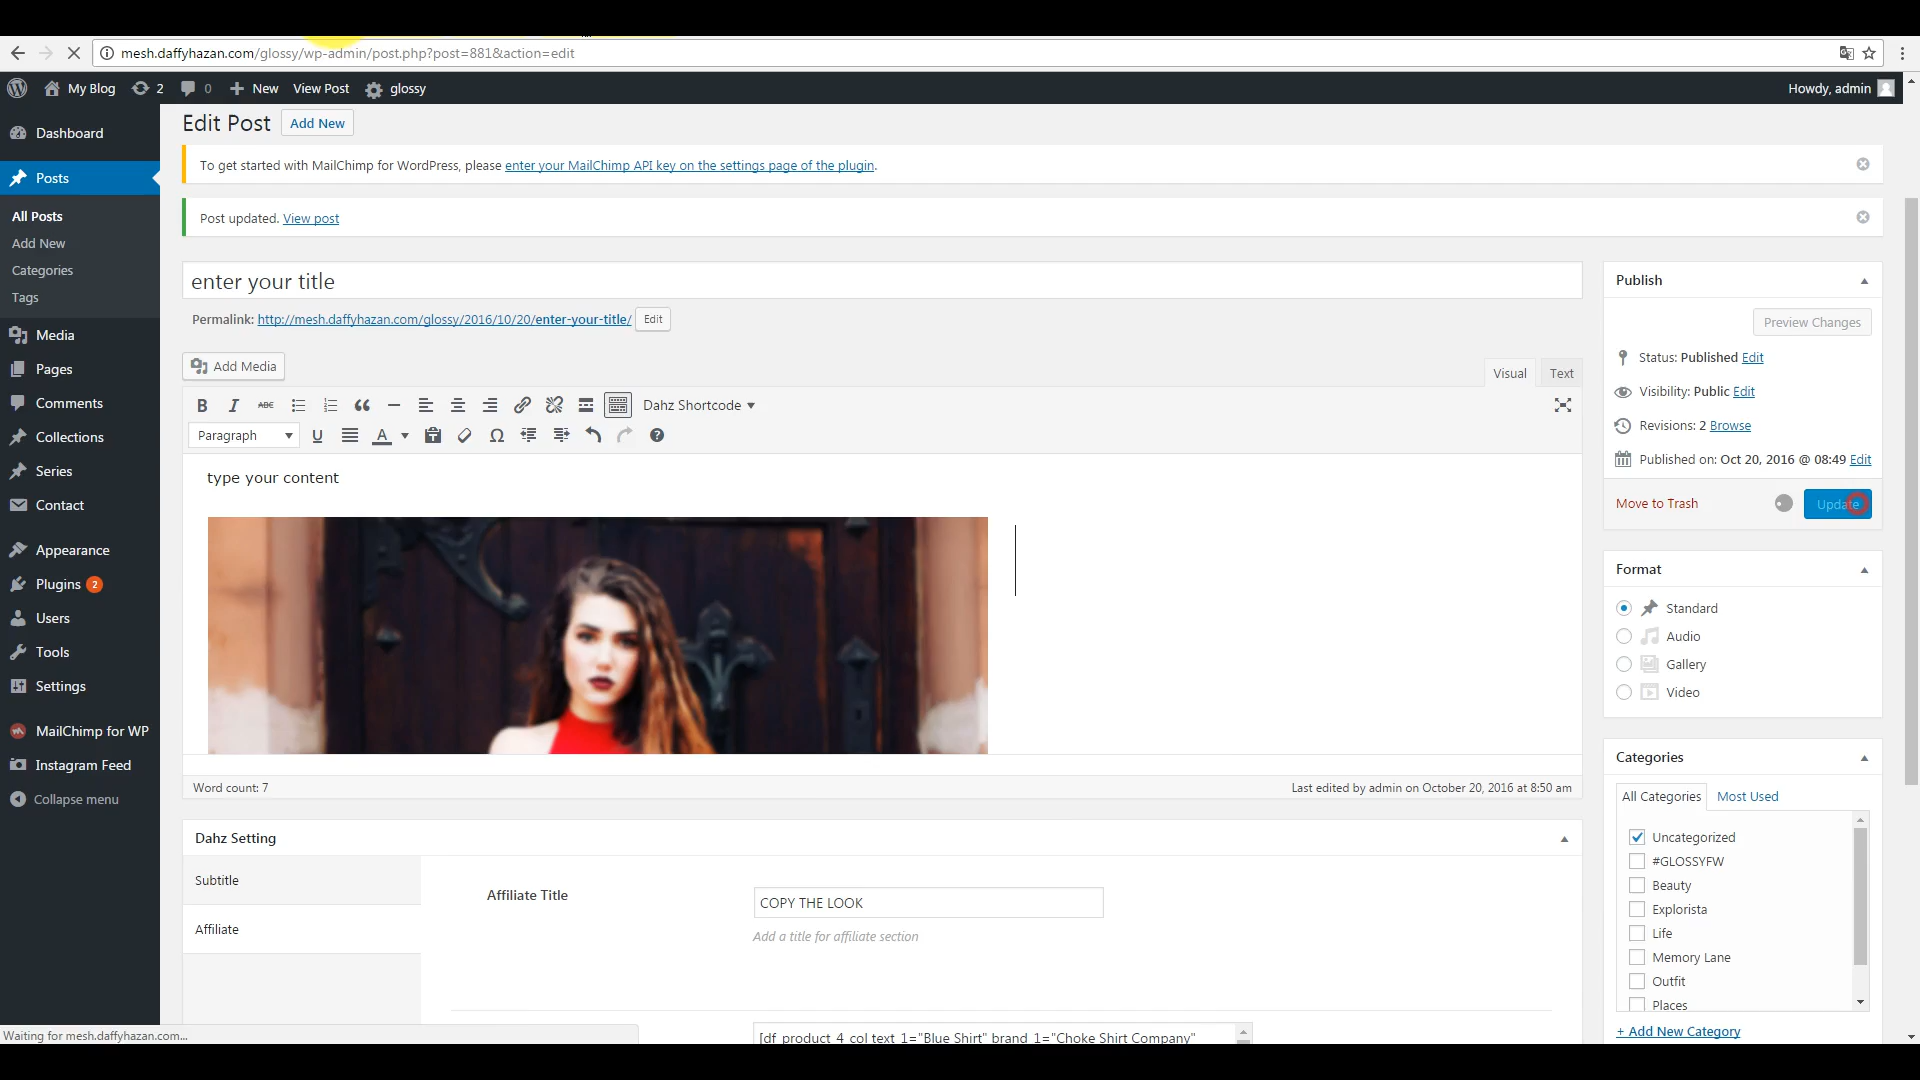 mesh.daffyhazan.com/glossy/wp-admin/post.php?post=881&action=edit
My Blog 2 0 New View Post glossy Howdy, admin
Dashboard
Posts
All Posts
Add New
Categories
Tags
Media
Pages
Comments
Collections
Series
Contact
Appearance
Plugins 2
Users
Tools
Settings
MailChimp for WP
Instagram Feed
Collapse menu
Edit Post Add New
To get started with MailChimp for WordPress, please enter your MailChimp API key on the settings page of the plugin.
Post updated. View post
enter your title
Permalink: http://mesh.daffyhazan.com/glossy/2016/10/20/enter-your-title/ Edit
Add Media
Visual Text
B I ABC Dahz Shortcode
Paragraph U A
type your content
Word count: 7 Last edited by admin on October 20, 2016 at 8:50 am
Dahz Setting
Subtitle
Affiliate
Affiliate Title
COPY THE LOOK
Add a title for affiliate section
[df_product_4_col text_1="Blue Shirt" brand_1="Choke Shirt Company"
Publish
Preview Changes
Status: Published Edit
Visibility: Public Edit
Revisions: 2 Browse
Published on: Oct 20, 2016 @ 08:49 Edit
Move to Trash Update
Format
Standard
Audio
Gallery
Video
Categories
All Categories Most Used
Uncategorized
#GLOSSYFW
Beauty
Explorista
Life
Memory Lane
Outfit
Places
+ Add New Category
Waiting for mesh.daffyhazan.com...